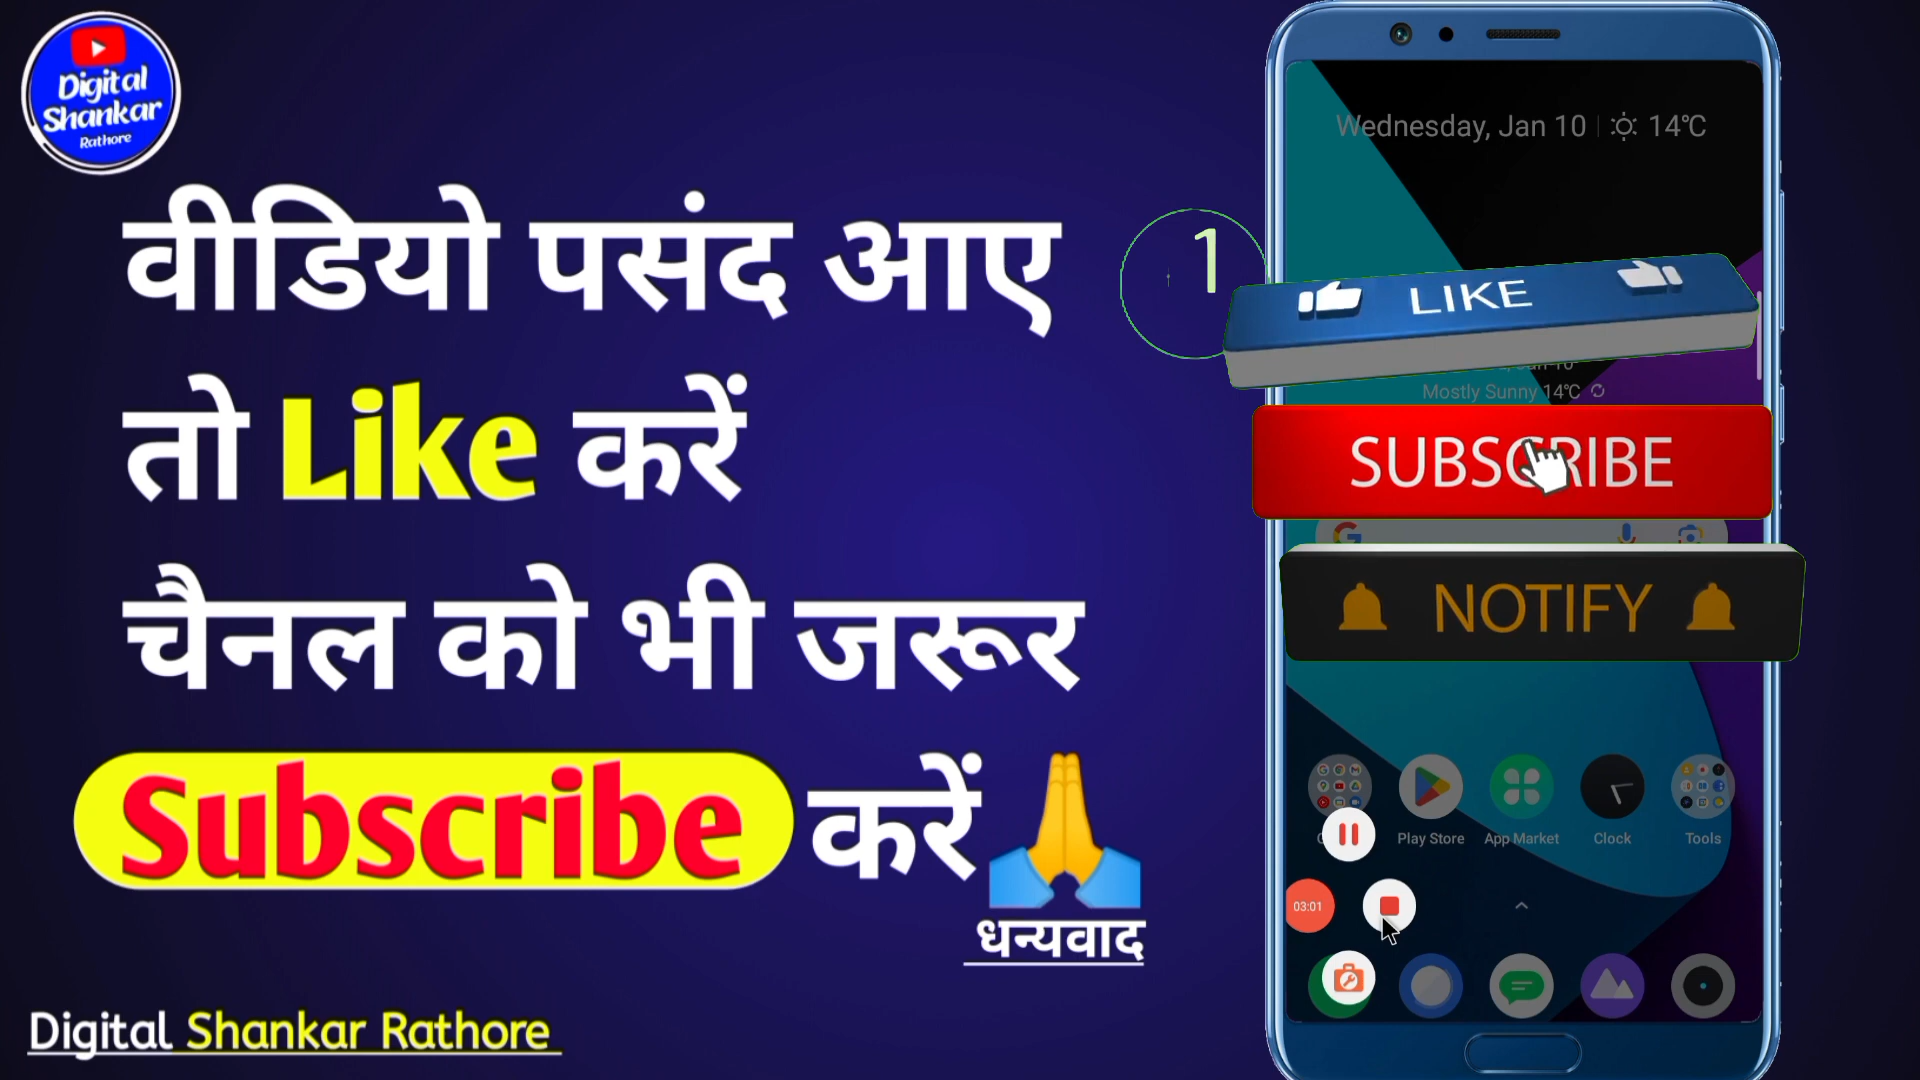 Digital
Shankar
Rathore
वीडियो पसंद आए
तो Like करें
चैनल को भी जरूर
Subscribe करें
धन्यवाद
Digital Shankar Rathore
Wednesday, Jan 10 14℃
1
LIKE
Mostly Sunny 14℃
SUBSCRIBE
NOTIFY
Play Store App Market Clock Tools
03:01